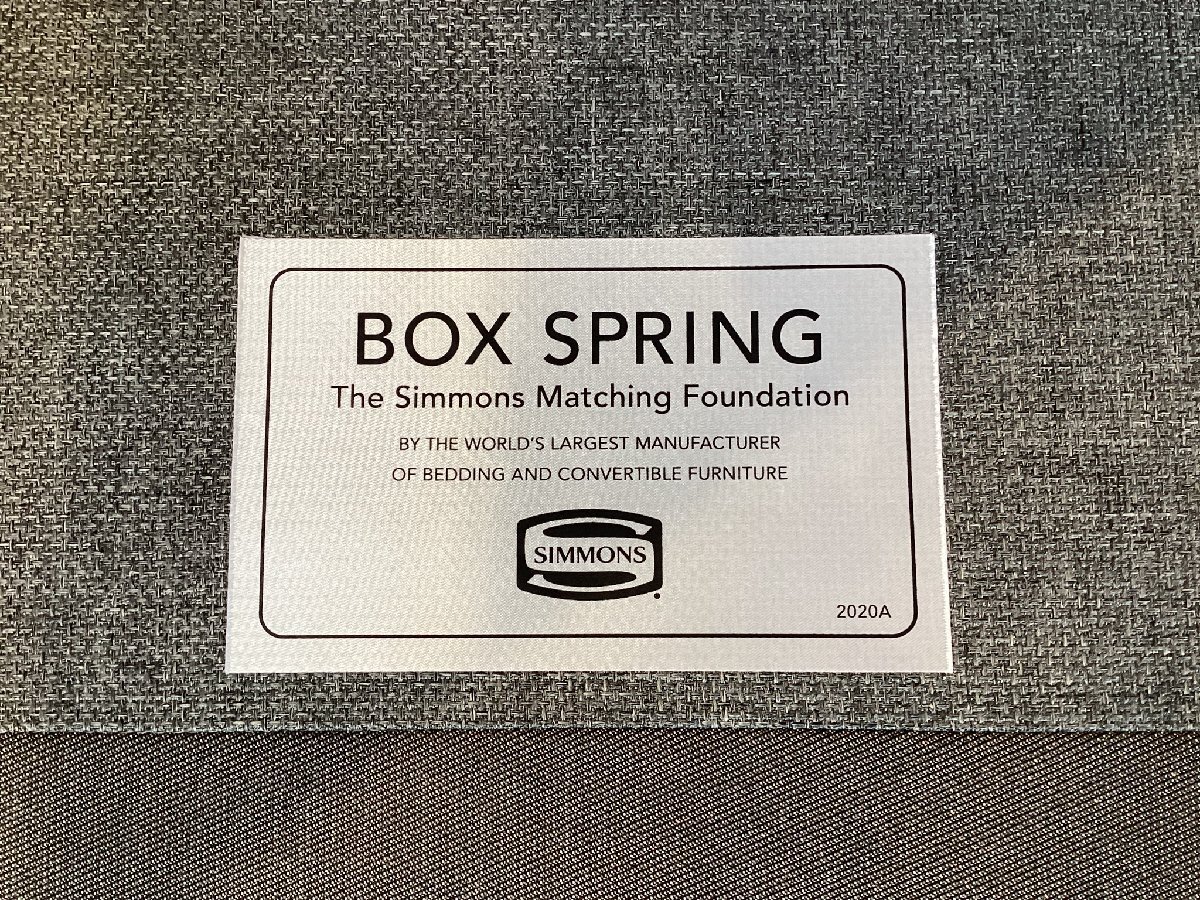 BOX SPRING
The Simmons Matching Foundation
BY THE WORLD'S LARGEST MANUFACTURER
OF BEDDING AND CONVERTIBLE FURNITURE
SIMMONS
2020A